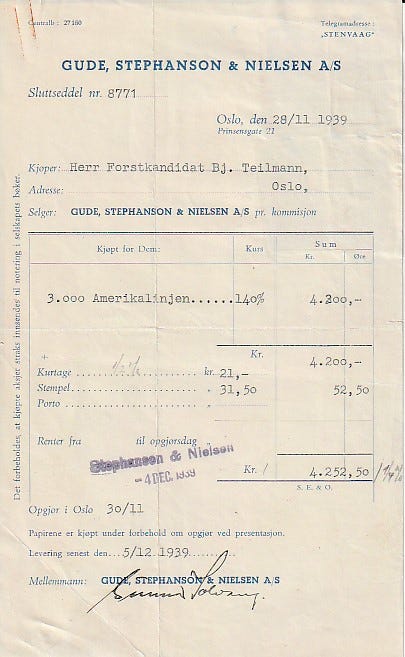 Centralb: 27160
Telegramadresse:
"STENVAAG"
GUDE, STEPHANSON & NIELSEN A/S
Sluttseddel nr. 8771
Oslo, den 28/11 1939
Prinsensgate 21
Kjøper: Herr Forstkandidat Bj. Teilmann,
Adresse: Oslo,
Selger: GUDE, STEPHANSON & NIELSEN A/S pr. kommisjon
Kjøpt for Dem: Kurs Sum
Kr. Øre
3.000 Amerikalinjen......140% 4.200,-
Kr. 4.200,-
+
Kurtage ½% kr. 21,-
Stempel " 31,50 52,50
Porto "
Renter fra til opgjørsdag "
Stephanson & Nielsen
- 4 DEC. 1939
Kr. 4.252,50
S. E. & O.
Opgjør i Oslo 30/11
Papirene er kjøpt under forbehold om opgjør ved presentasjon.
Levering senest den 5/12 1939
Mellemmann: GUDE, STEPHANSON & NIELSEN A/S
Det forbeholdes, at kjøpte aksjer straks innsendes til notering i selskapets bøker.